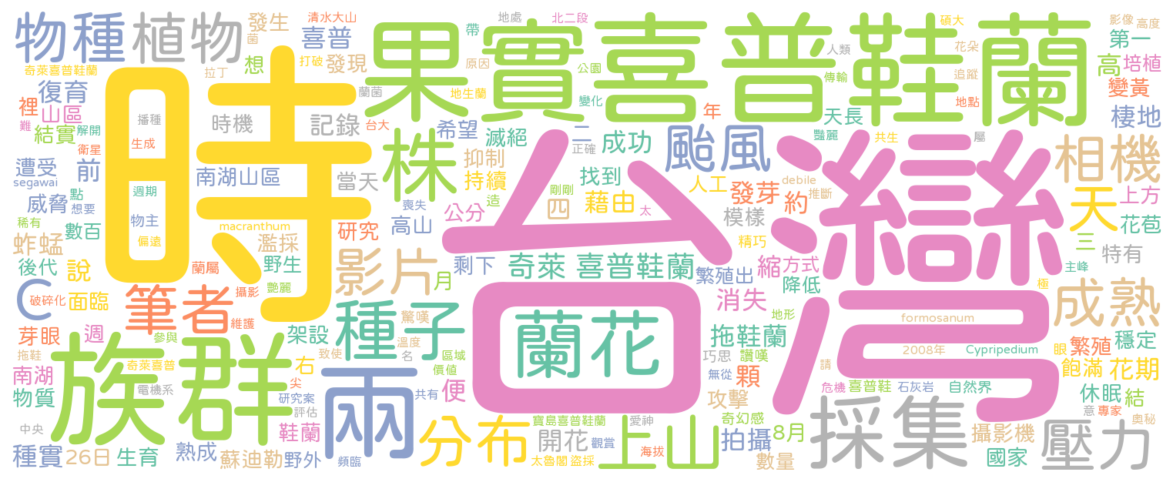 物種
植物
發生
清水大山
喜普
果實
喜普鞋蘭
地處
北二段
帶
人類
影像
高度
碩大
第一
花朵
奇萊喜普鞋蘭
拉丁
菌
想
打破
發現
原因
公園
傳輸
追蹤
高
培植
復育
蘭菌
地生蘭
變化
地點
變黃
裡
山區
播種
時
時機
記錄
台大
株
希望
年
天長
棲地
難
結實
解開
衛星
生成
滅絕
二
成功
颱風
豔麗
共生
屬
正確
相機
遭受
前
週期
南湖山區
當天
抑制
持續
找到
剛剛
造
四
藉由
人工
發芽
約
debile
推斷
天
上方
segawai
點
威脅
想要
物主
喪失
高山
公分
太
模樣
花苞
稀有
數百
偏遠
macranthum
濫採
研究
台灣
精巧
三
特有
蚱蜢
後代
說
蘭屬
野生
影片
月
剩下
奇萊
喜普鞋蘭
繁殖出
縮
方式
降低
主峰
極
C
破碎化
面臨
攝影
豔麗
筆者
維護
消失
成熟
芽眼
週
架設
種子
驚嘆
溫度
蘭花
地形
拖鞋蘭
formosanum
2008年
Cypripedium
眼
繁殖
穩定
拖鞋
參與
族群
致使
名
區域
價值
巧思
讚嘆
無從
顆
請
飽滿
花期
南湖
奇萊喜普
電機系
右
尖
兩
共有
便
攻擊
危機
喜普鞋
石灰岩
自然界
休眠
結
物質
研究案
評估
鞋蘭
分布
寶島喜普鞋蘭
愛神
奇幻感
意
專家
奧秘
中央
開花
觀賞
上山
拍攝
8月
採集
攝影機
壓力
種實
26日
生育
熟成
蘇迪勒
野外
頻臨
太魯閣
盜採
海拔
數量
國家